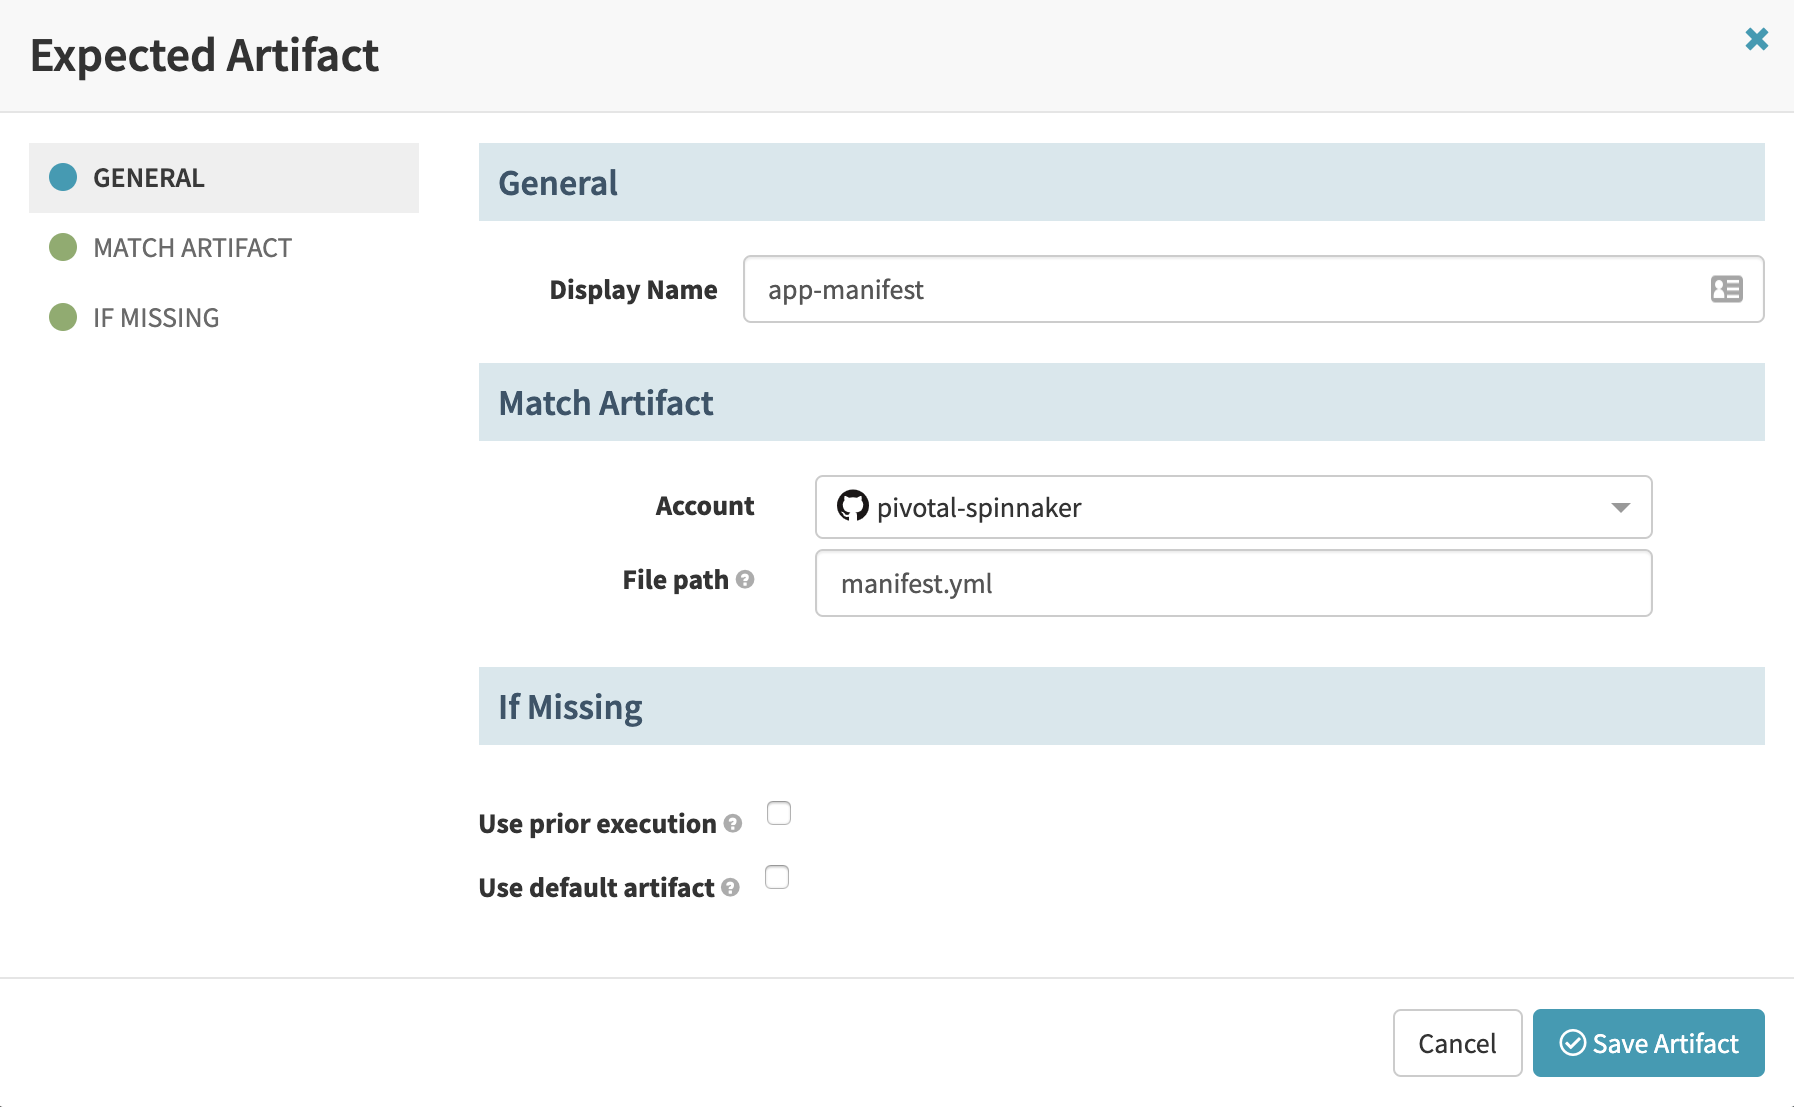 Expected Artifact
GENERAL
MATCH ARTIFACT
IF MISSING
General
Display Name app-manifest
Match Artifact
Account pivotal-spinnaker
File path manifest.yml
If Missing
Use prior execution
Use default artifact
Cancel Save Artifact